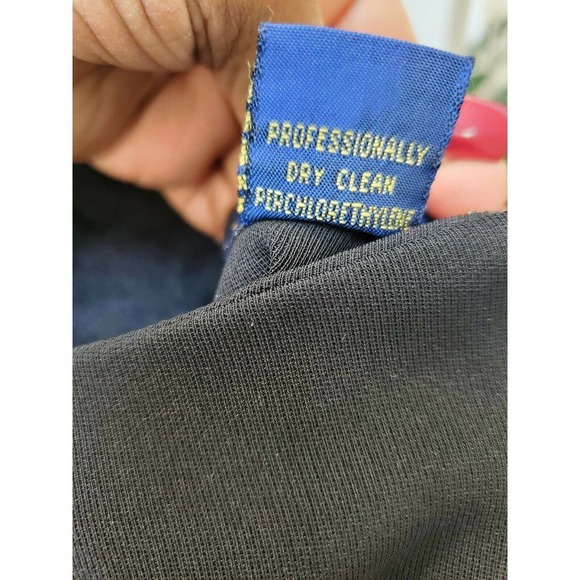 PROFESSIONALLY
DRY CLEAN
PERCHLORETHYLENE